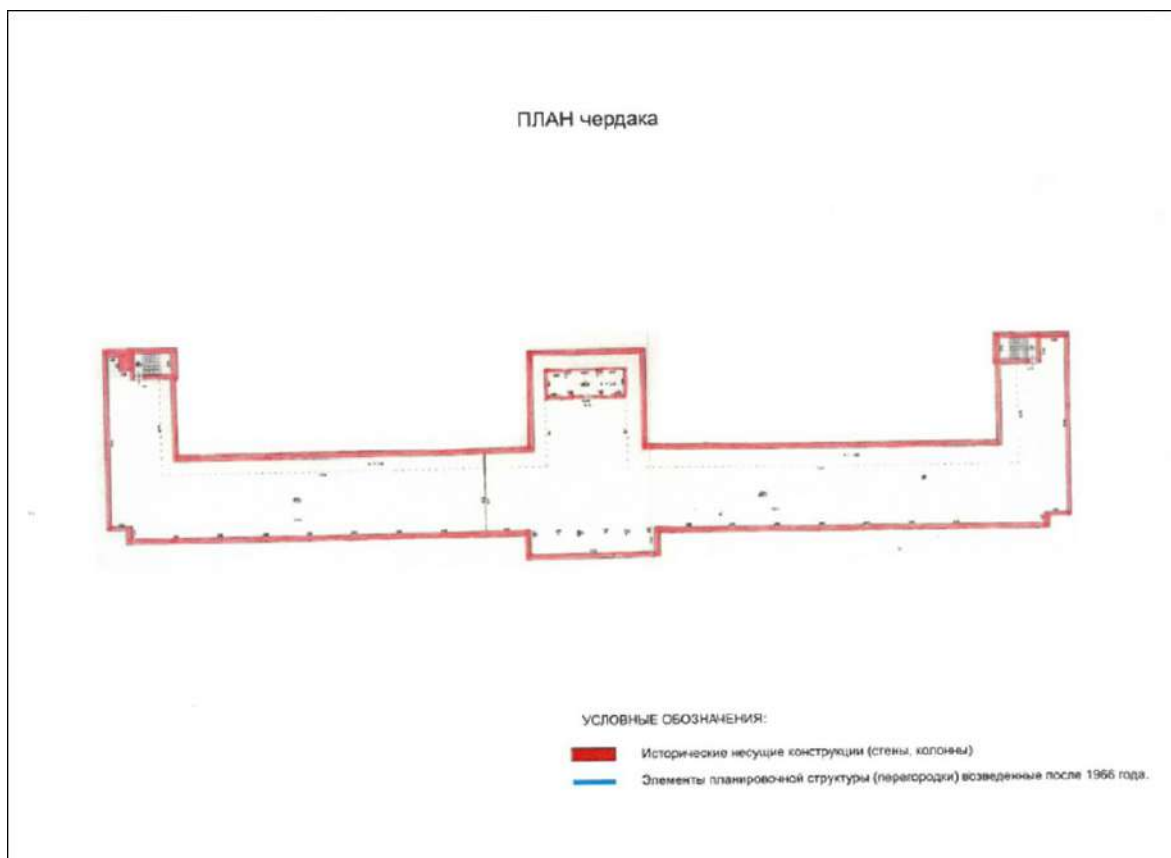 ПЛАН чердака
УСЛОВНЫЕ ОБОЗНАЧЕНИЯ:
Исторические несущие конструкции (стены, колонны)
Элементы планировочной структуры (перегородки) возведенные после 1966 года.